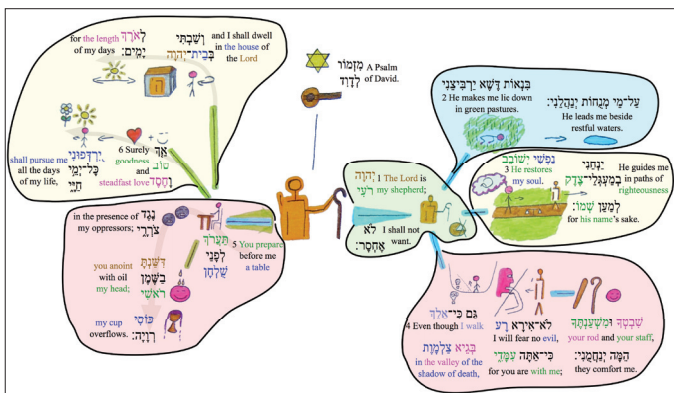 מִזְמוֹר A Psalm
לְדָוִד of David.
יְהוָה 1 The Lord is
רֹעִי my shepherd;
לֹא I shall not
אֶחְסָר׃ want.
בִּנְאוֹת דֶּשֶׁא יַרְבִּיצֵנִי
2 He makes me lie down
in green pastures.
עַל־מֵי מְנֻחוֹת יְנַהֲלֵנִי׃
He leads me beside
restful waters.
נַפְשִׁי יְשׁוֹבֵב
3 He restores
my soul.
יַנְחֵנִי
בְמַעְגְּלֵי־צֶדֶק
He guides me
in paths of
righteousness
לְמַעַן שְׁמוֹ׃
for his name's sake.
גַּם כִּי־אֵלֵךְ
4 Even though I walk
בְּגֵיא צַלְמָוֶת
in the valley of the
shadow of death,
לֹא־אִירָא רָע
I will fear no evil,
כִּי־אַתָּה עִמָּדִי
for you are with me;
שִׁבְטְךָ וּמִשְׁעַנְתֶּךָ
your rod and your staff,
הֵמָּה יְנַחֲמֻנִי׃
they comfort me.
תַּעֲרֹךְ 5 You prepare
לְפָנַי before me
שֻׁלְחָן a table
in the presence of נֶגֶד
my oppressors; צֹרְרָי
you anoint דִּשַּׁנְתָּ
with oil בַשֶּׁמֶן
my head; רֹאשִׁי
my cup כּוֹסִי
overflows. רְוָיָה׃
6 Surely אַךְ
goodness טוֹב
and
steadfast love וָחֶסֶד
shall pursue me יִרְדְּפוּנִי
all the days כָּל־יְמֵי
of my life, חַיָּי
and I shall dwell וְשַׁבְתִּי
in the house of בְּבֵית־יְהוָה
the Lord
for the length לְאֹרֶךְ
of my days יָמִים׃